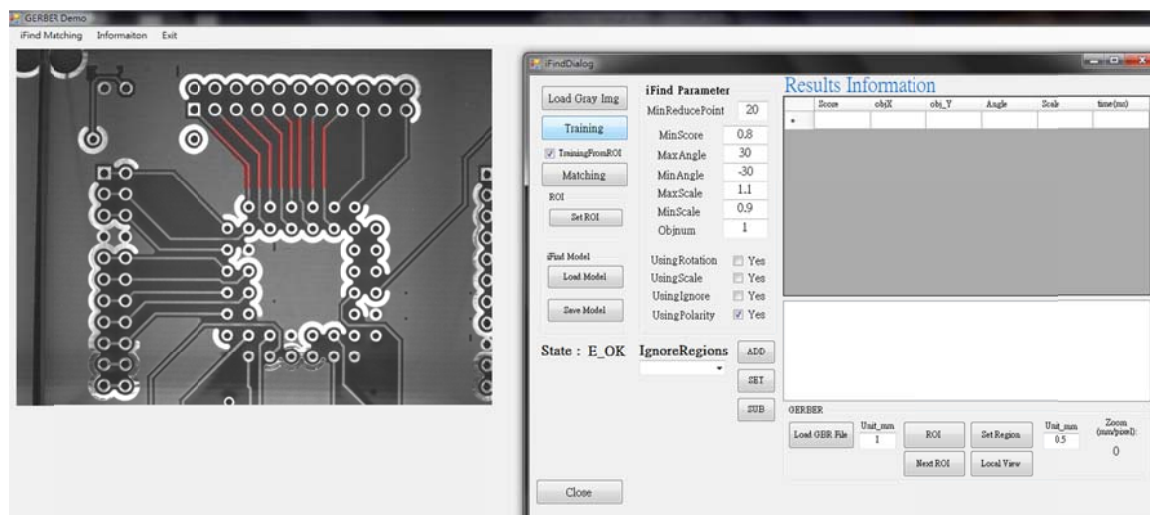 GERBER Demo
iFind Matching Informaiton Exit
iFindDialog
Load Gray Img
Training
TrainingFromROI
Matching
ROI
Set ROI
iFind Model
Load Model
Save Model
State : E_OK
Close
iFind Parameter
MinReducePoint 20
MinScore 0.8
MaxAngle 30
MinAngle -30
MaxScale 1.1
MinScale 0.9
Objnum 1
UsingRotation Yes
UsingScale Yes
UsingIgnore Yes
UsingPolarity Yes
IgnoreRegions
ADD
SET
SUB
Results Information
Score objX obj_Y Angle Scale time(ms)
GERBER
Load GBR File
Unit_mm
1
ROI
Next ROI
Set Region
Local View
Unit_mm
0.5
Zoom
(mm/pixel):
0